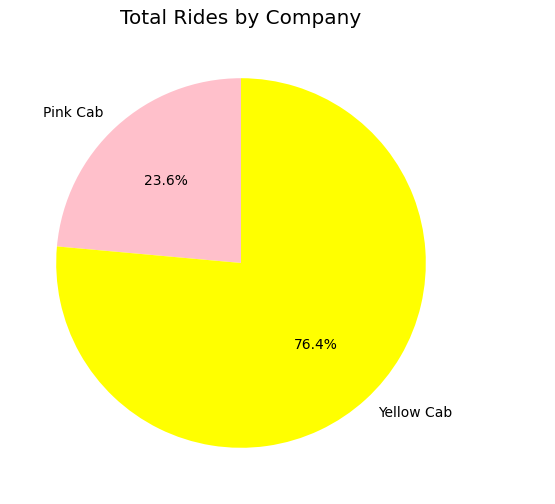 Total Rides by Company
Pink Cab
23.6%
76.4%
Yellow Cab